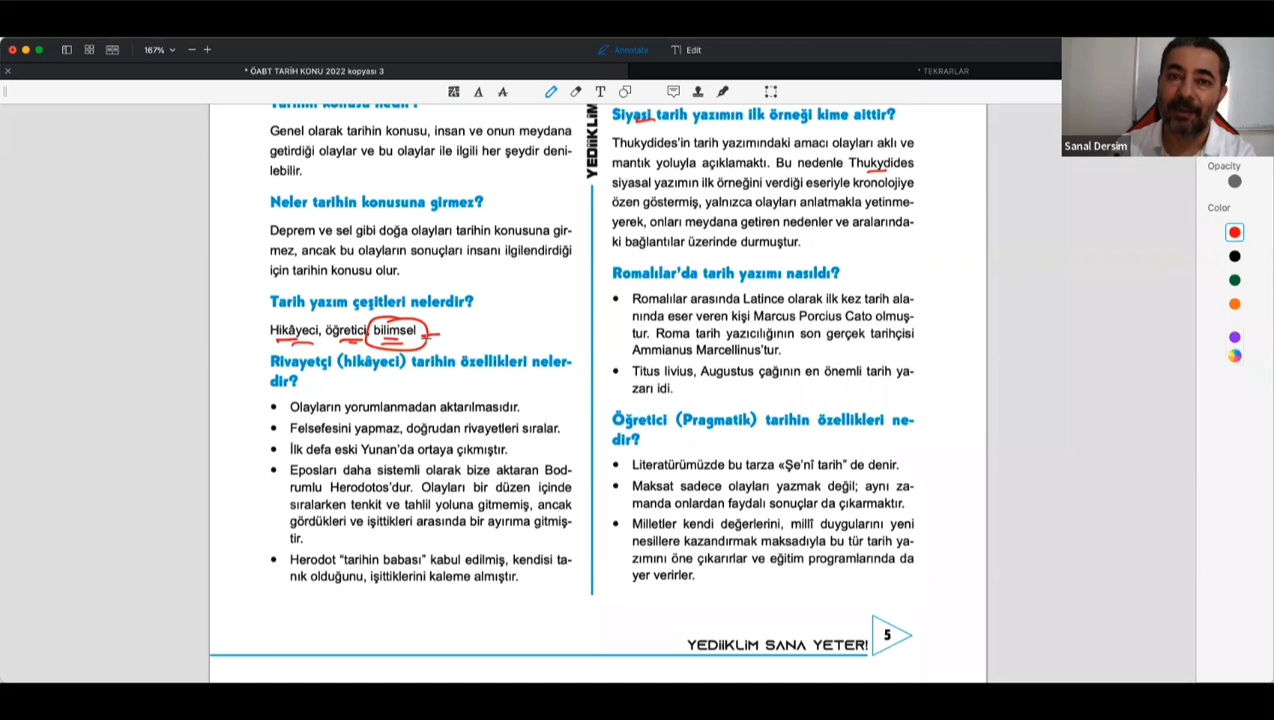 167%
Annotate
Edit
* ÖABT TARİH KONU 2022 kopyası 3
* TEKRARLAR
Sanal Dersim
Opacity
Color
Tarihin konusu nedir?
Genel olarak tarihin konusu, insan ve onun meydana
getirdiği olaylar ve bu olaylar ile ilgili her şeydir deni-
lebilir.
Neler tarihin konusuna girmez?
Deprem ve sel gibi doğa olayları tarihin konusuna gir-
mez, ancak bu olayların sonuçları insanı ilgilendirdiği
için tarihin konusu olur.
Tarih yazım çeşitleri nelerdir?
Hikâyeci, öğretici, bilimsel
Rivayetçi (hikâyeci) tarihin özellikleri neler-
dir?
• Olayların yorumlanmadan aktarılmasıdır.
• Felsefesini yapmaz, doğrudan rivayetleri sıralar.
• İlk defa eski Yunan'da ortaya çıkmıştır.
• Eposları daha sistemli olarak bize aktaran Bod-
rumlu Herodotos'dur. Olayları bir düzen içinde
sıralarken tenkit ve tahlil yoluna gitmemiş, ancak
gördükleri ve işittikleri arasında bir ayırıma gitmiş-
tir.
• Herodot "tarihin babası" kabul edilmiş, kendisi ta-
nık olduğunu, işittiklerini kaleme almıştır.
YEDİİKLİM
Siyasi tarih yazımın ilk örneği kime aittir?
Thukydides'in tarih yazımındaki amacı olayları aklı ve
mantık yoluyla açıklamaktı. Bu nedenle Thukydides
siyasal yazımın ilk örneğini verdiği eseriyle kronolojiye
özen göstermiş, yalnızca olayları anlatmakla yetinme-
yerek, onları meydana getiren nedenler ve aralarında-
ki bağlantılar üzerinde durmuştur.
Romalılar'da tarih yazımı nasıldı?
• Romalılar arasında Latince olarak ilk kez tarih ala-
nında eser veren kişi Marcus Porcius Cato olmuş-
tur. Roma tarih yazıcılığının son gerçek tarihçisi
Ammianus Marcellinus'tur.
• Titus livius, Augustus çağının en önemli tarih ya-
zarı idi.
Öğretici (Pragmatik) tarihin özellikleri ne-
dir?
• Literatürümüzde bu tarza «Şe'nî tarih" de denir.
• Maksat sadece olayları yazmak değil; aynı za-
manda onlardan faydalı sonuçlar da çıkarmaktır.
• Milletler kendi değerlerini, millî duygularını yeni
nesillere kazandırmak maksadıyla bu tür tarih ya-
zımını öne çıkarırlar ve eğitim programlarında da
yer verirler.
YEDİİKLİM SANA YETER!
5